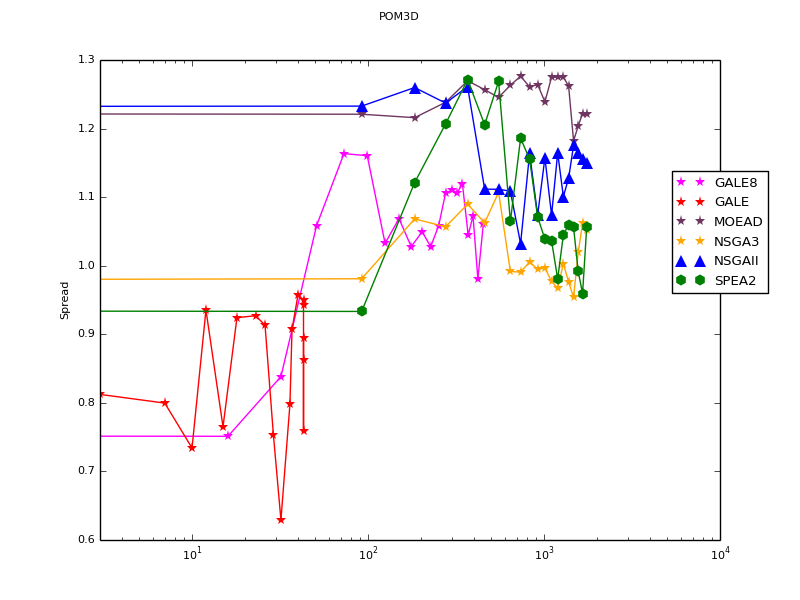 POM3D
1.3
1.2
1.1
1.0
0.9
0.8
0.7
0.6
Spread
10^1
10^2
10^3
10^4
GALE8
GALE
MOEAD
NSGA3
NSGAII
SPEA2